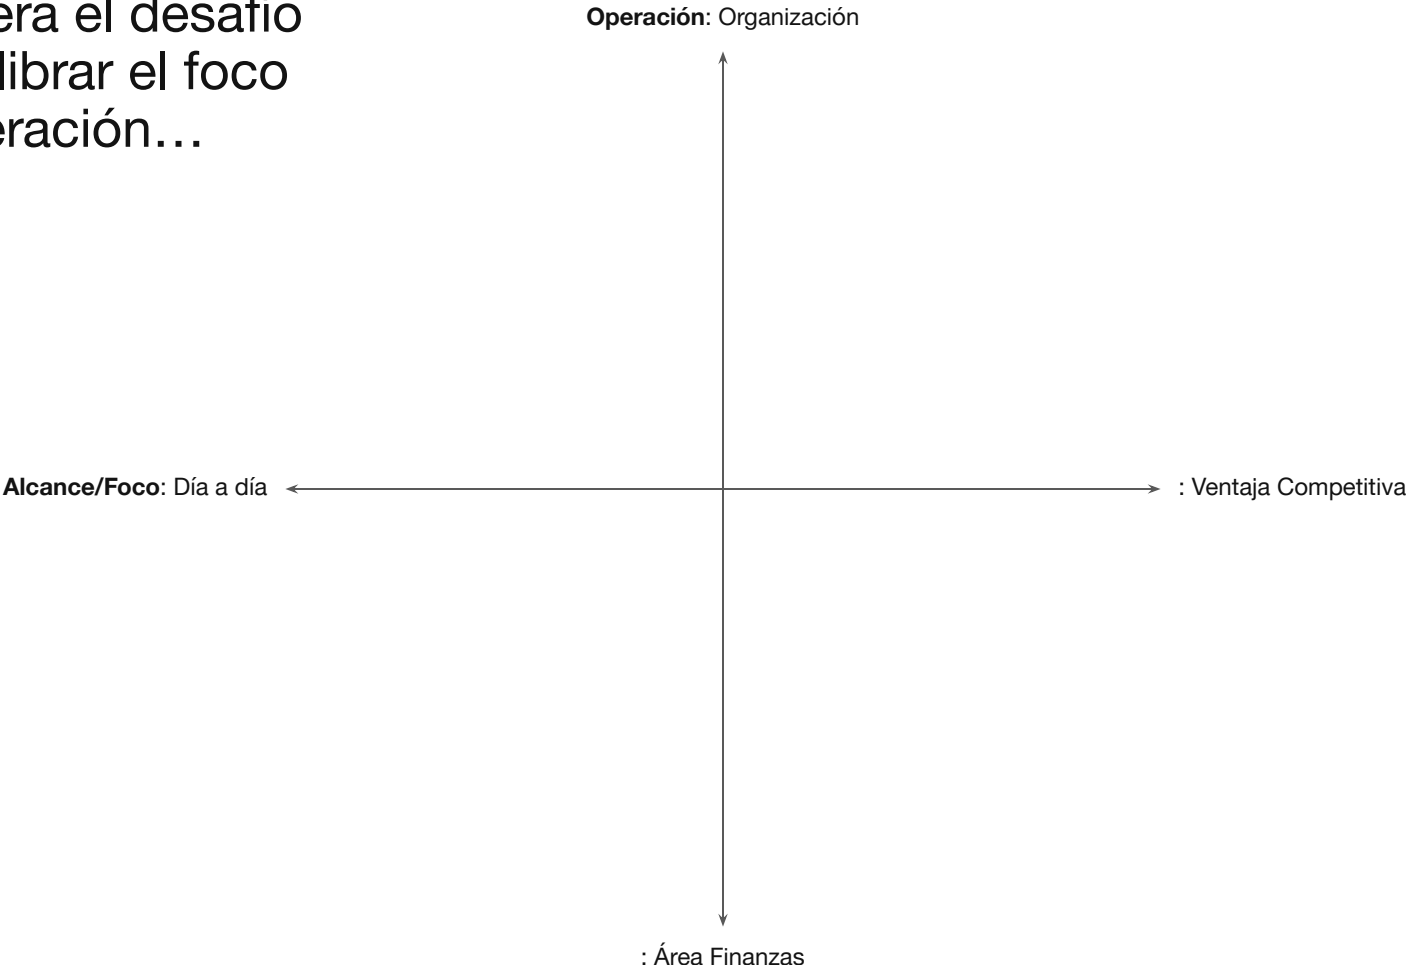 era el desafío
librar el foco
eración…
Operación: Organización
Alcance/Foco: Día a día
: Ventaja Competitiva
: Área Finanzas